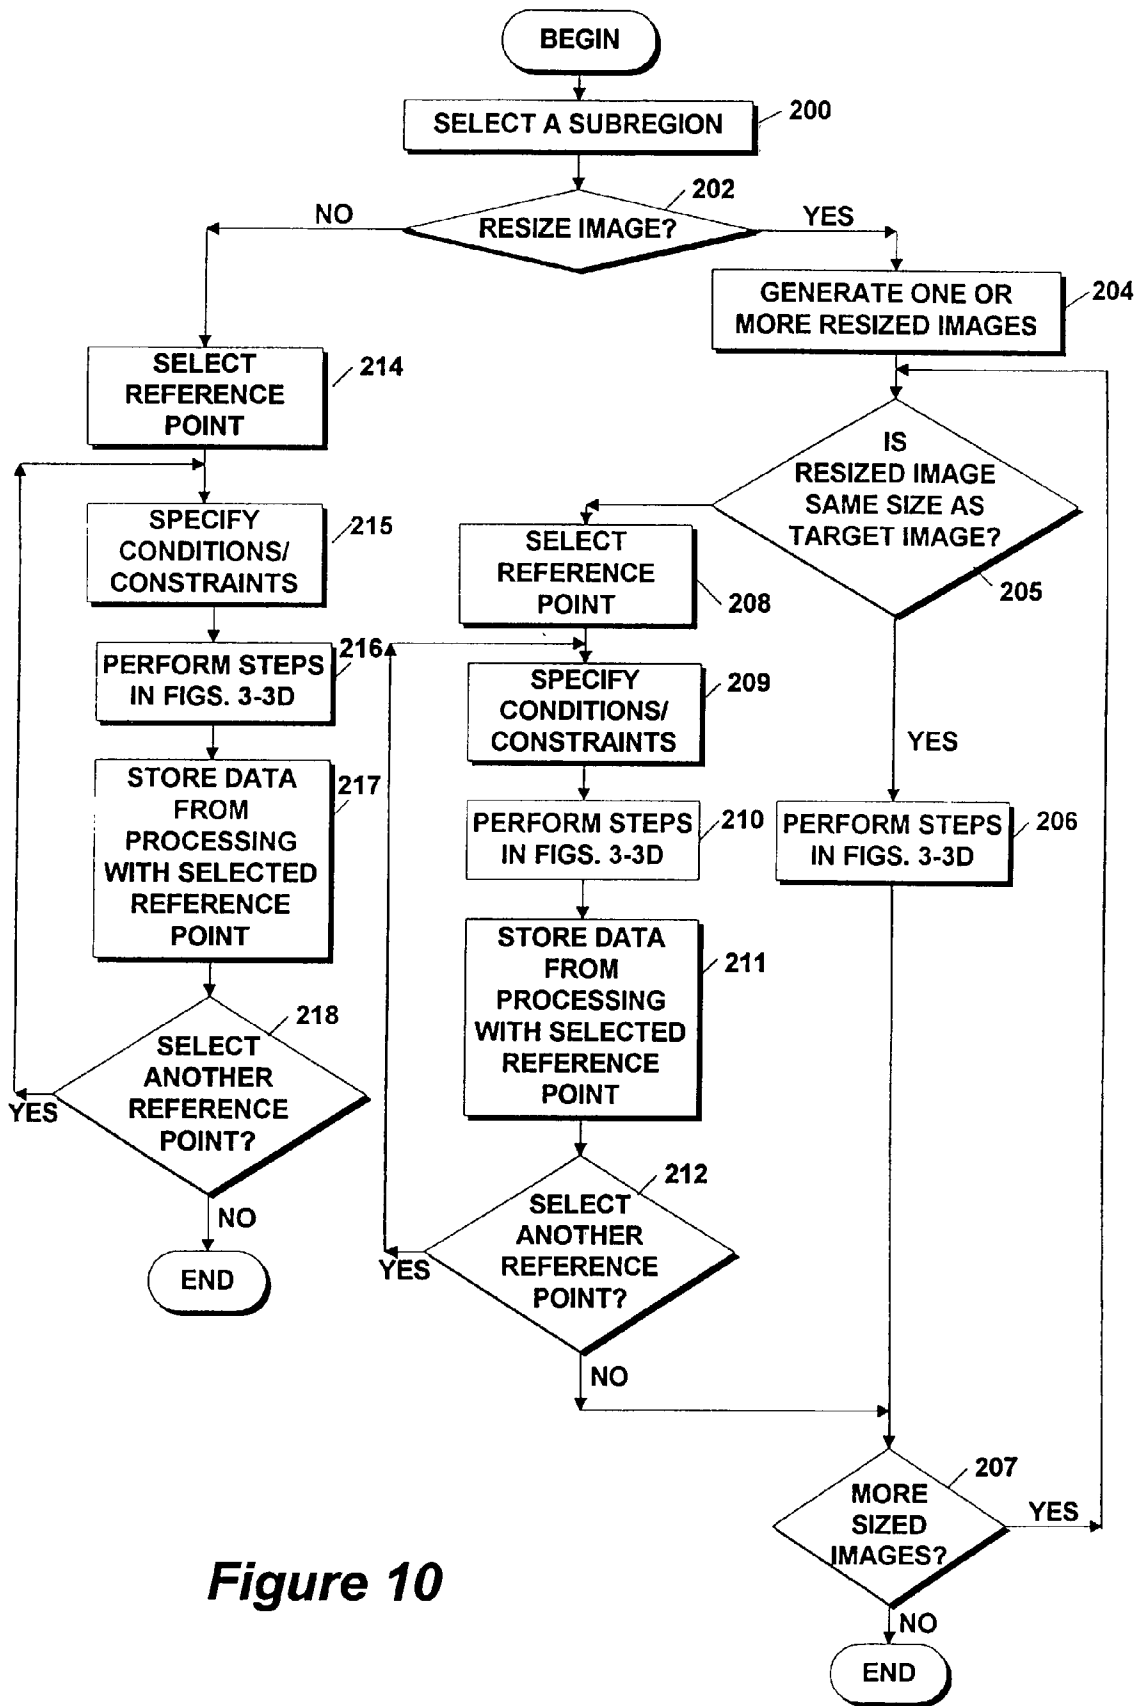 BEGIN
SELECT A SUBREGION
200
202
RESIZE IMAGE?
NO
YES
GENERATE ONE OR
MORE RESIZED IMAGES
204
SELECT
REFERENCE
POINT
214
SPECIFY
CONDITIONS/
CONSTRAINTS
215
PERFORM STEPS
IN FIGS. 3-3D
216
STORE DATA
FROM
PROCESSING
WITH SELECTED
REFERENCE
POINT
217
218
SELECT
ANOTHER
REFERENCE
POINT?
YES
NO
END
IS
RESIZED IMAGE
SAME SIZE AS
TARGET IMAGE?
205
SELECT
REFERENCE
POINT
208
SPECIFY
CONDITIONS/
CONSTRAINTS
209
PERFORM STEPS
IN FIGS. 3-3D
210
STORE DATA
FROM
PROCESSING
WITH SELECTED
REFERENCE
POINT
211
212
SELECT
ANOTHER
REFERENCE
POINT?
YES
NO
YES
PERFORM STEPS
IN FIGS. 3-3D
206
207
MORE
SIZED
IMAGES?
YES
NO
END
Figure 10